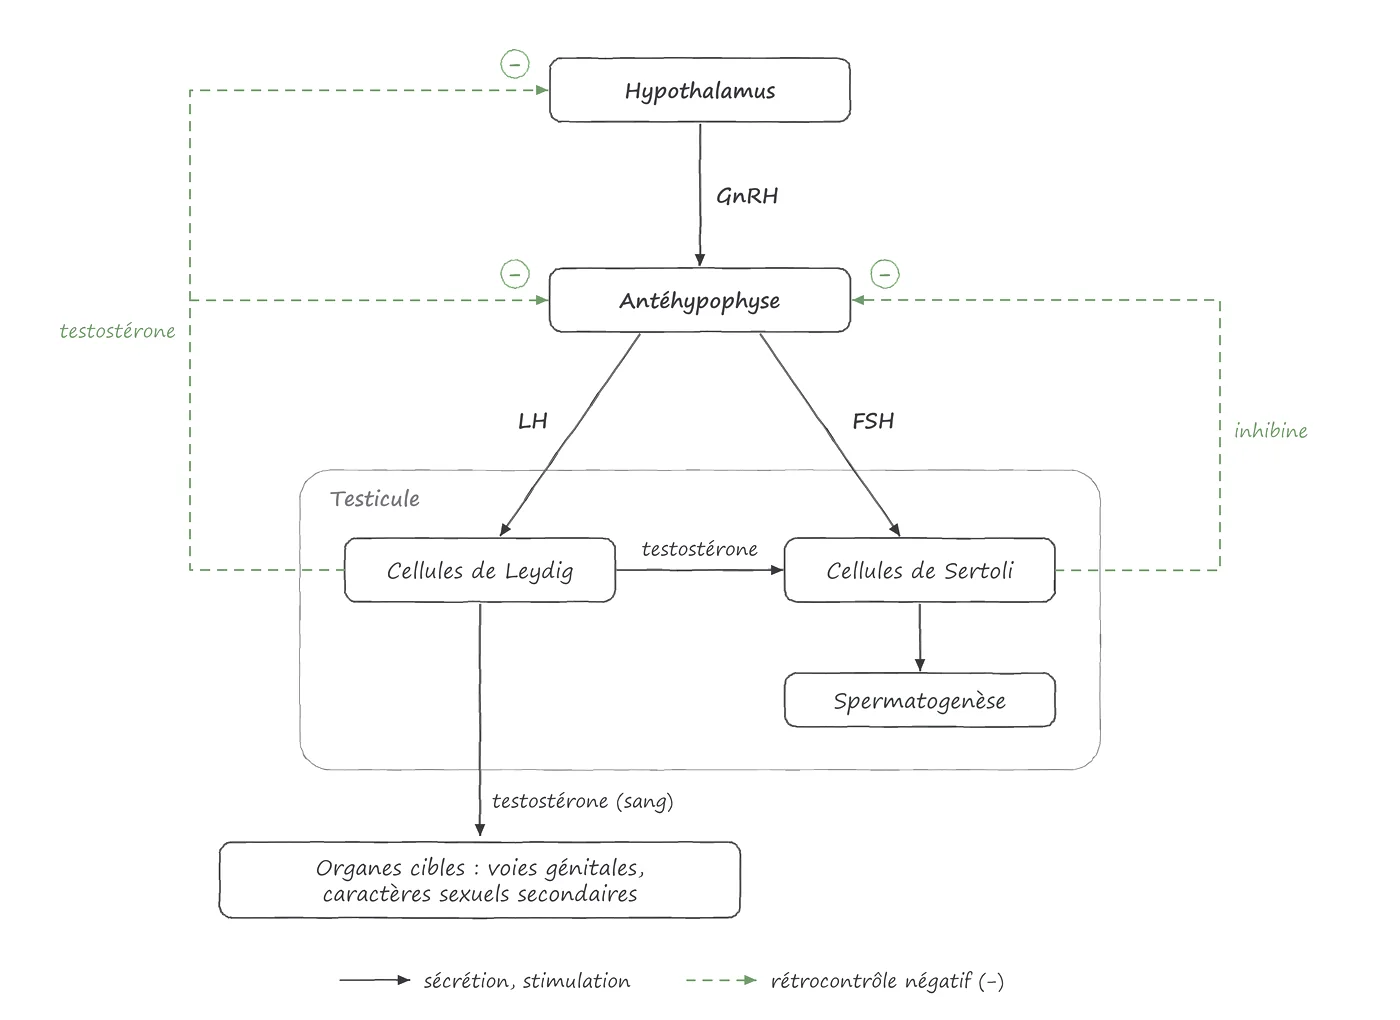 −
Hypothalamus
GnRH
−
−
Antéhypophyse
testostérone
LH
FSH
inhibine
Testicule
testostérone
Cellules de Leydig
Cellules de Sertoli
Spermatogenèse
testostérone (sang)
Organes cibles : voies génitales,
caractères sexuels secondaires
sécrétion, stimulation
rétrocontrôle négatif (−)